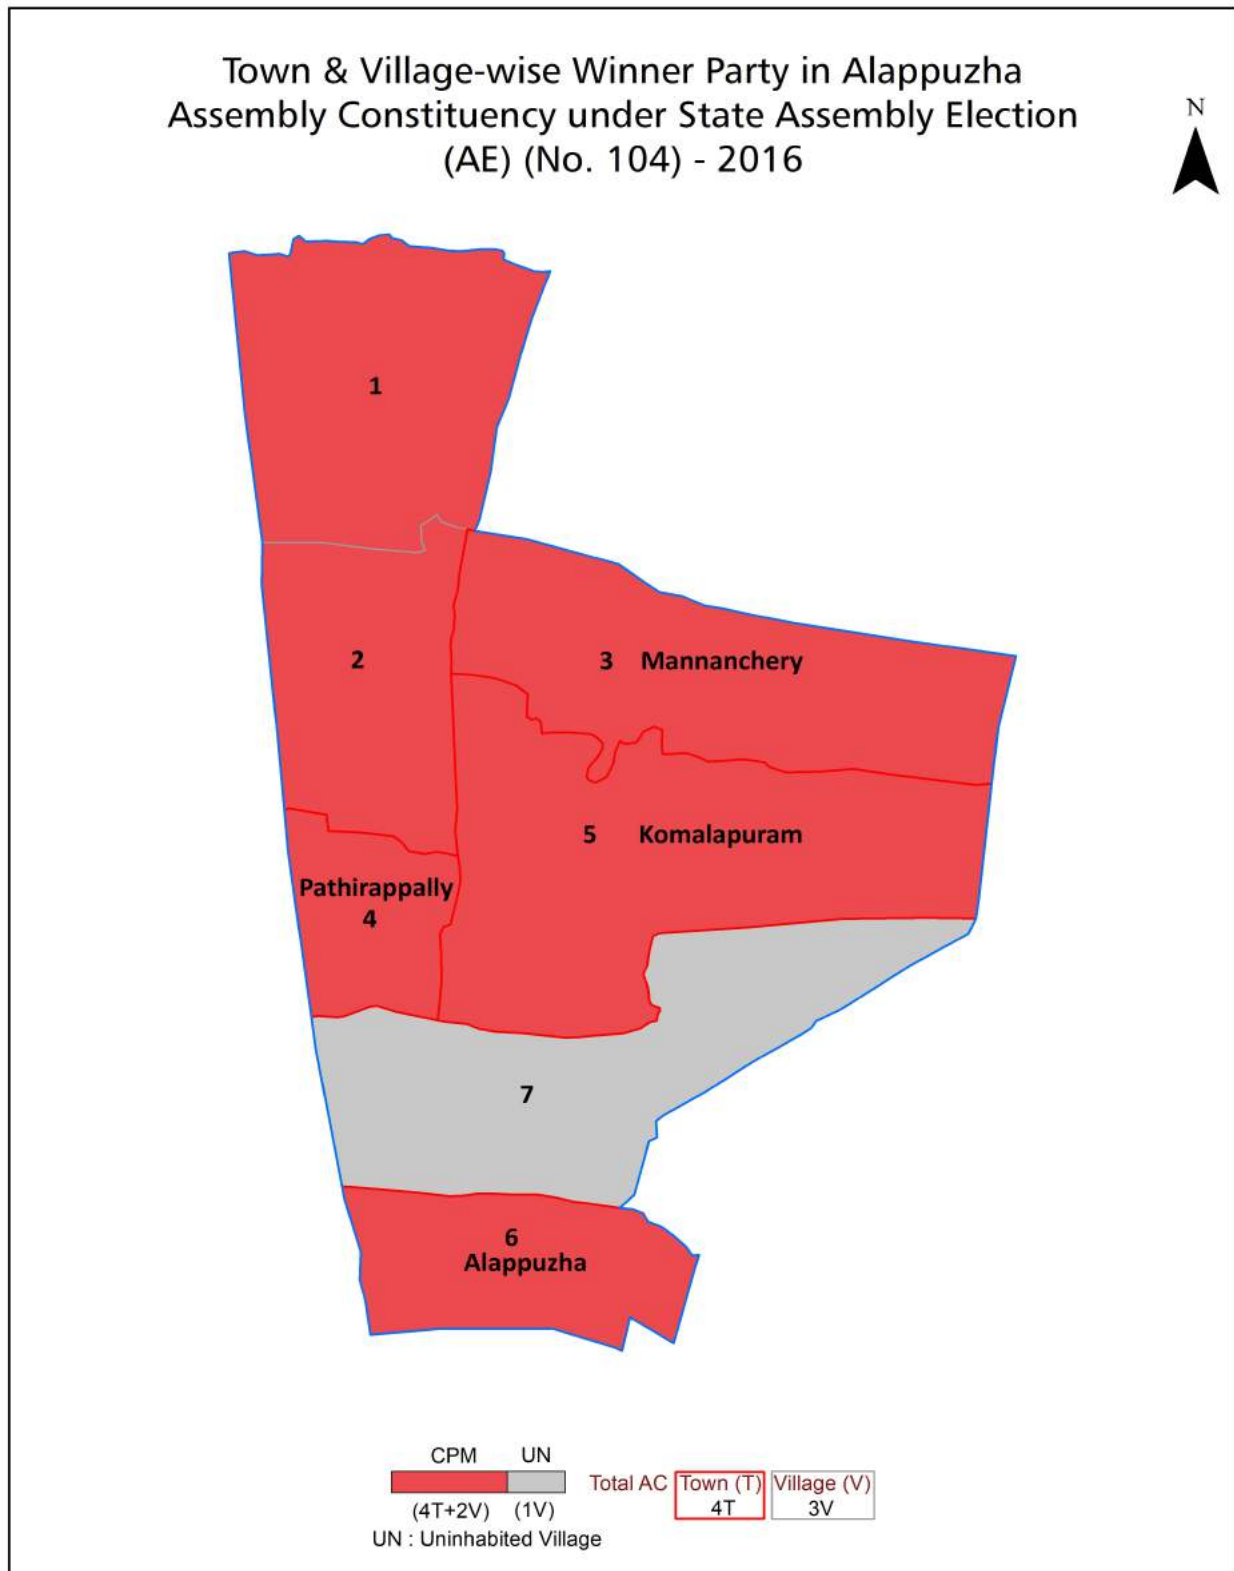 Town & Village-wise Winner Party in Alappuzha
Assembly Constituency under State Assembly Election
(AE) (No. 104) - 2016
N
1
2
3 Mannanchery
5 Komalapuram
Pathirappally
4
7
6
Alappuzha
CPM UN
Total AC Town (T) Village (V)
(4T+2V) (1V) 4T 3V
UN : Uninhabited Village